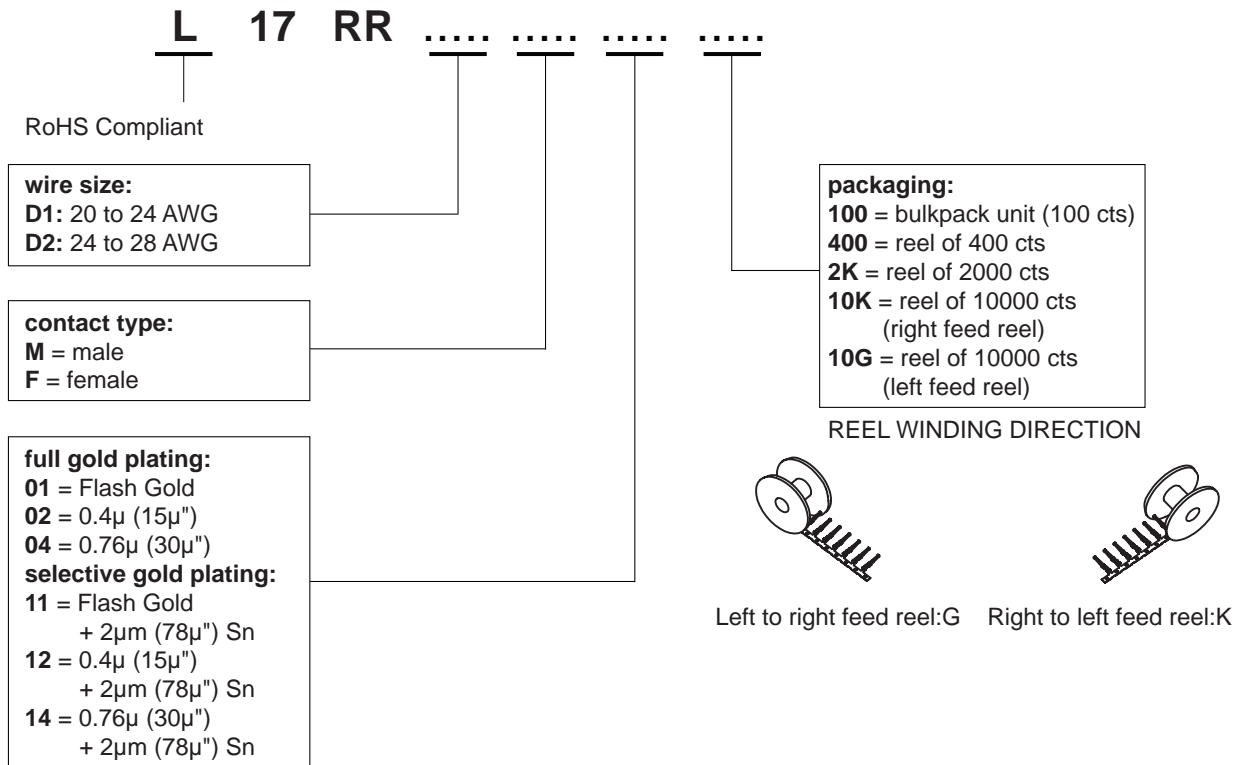 L 17 RR ..... ..... ..... .....
RoHS Compliant
wire size:
D1: 20 to 24 AWG
D2: 24 to 28 AWG
contact type:
M = male
F = female
full gold plating:
01 = Flash Gold
02 = 0.4µ (15µ")
04 = 0.76µ (30µ")
selective gold plating:
11 = Flash Gold
+ 2µm (78µ") Sn
12 = 0.4µ (15µ")
+ 2µm (78µ") Sn
14 = 0.76µ (30µ")
+ 2µm (78µ") Sn
packaging:
100 = bulkpack unit (100 cts)
400 = reel of 400 cts
2K = reel of 2000 cts
10K = reel of 10000 cts
(right feed reel)
10G = reel of 10000 cts
(left feed reel)
REEL WINDING DIRECTION
Left to right feed reel:G
Right to left feed reel:K